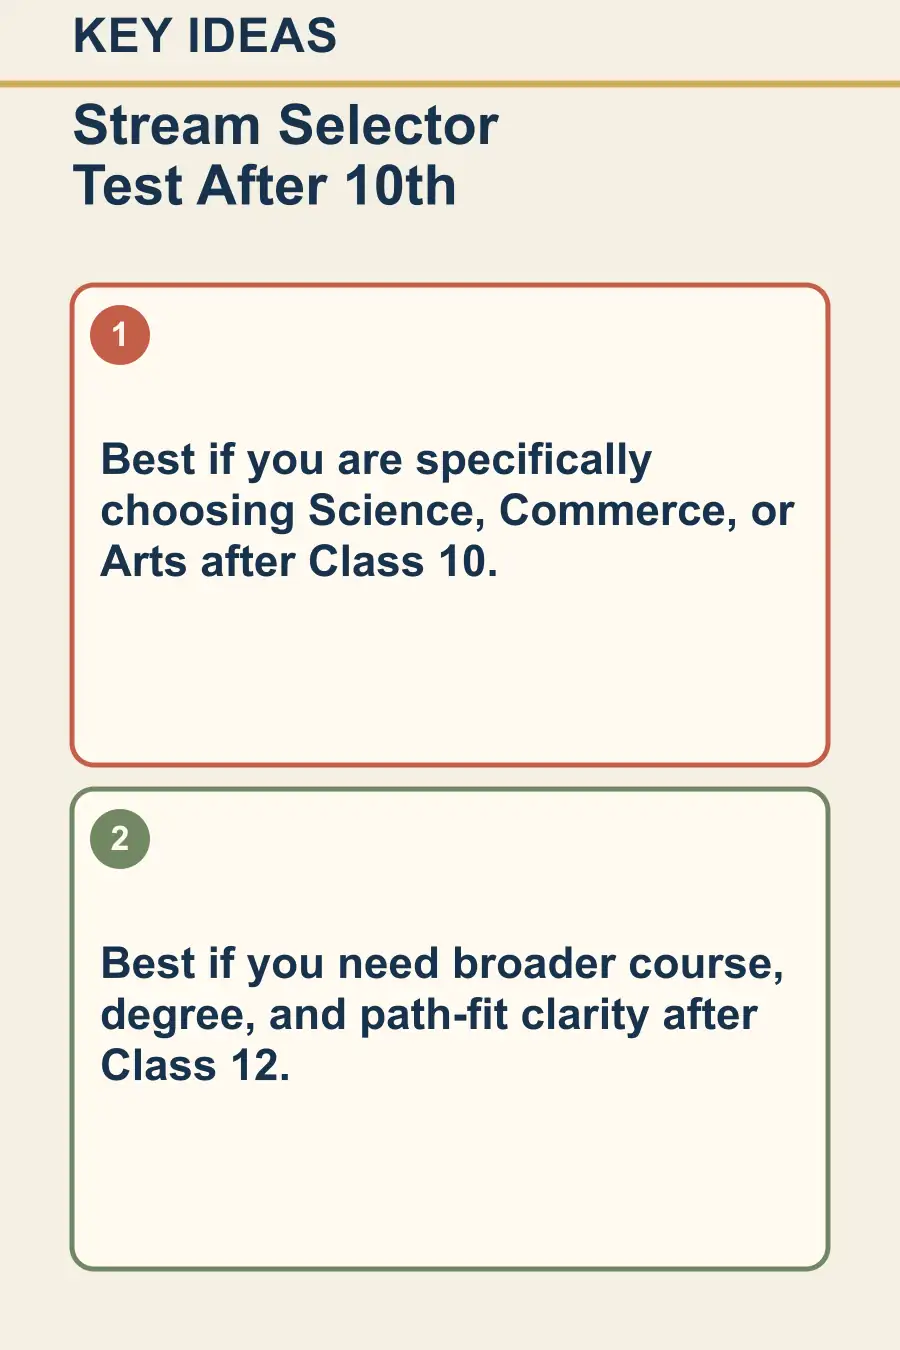 KEY IDEAS
Stream Selector
Test After 10th
1
Best if you are specifically
choosing Science, Commerce, or
Arts after Class 10.
2
Best if you need broader course,
degree, and path-fit clarity after
Class 12.